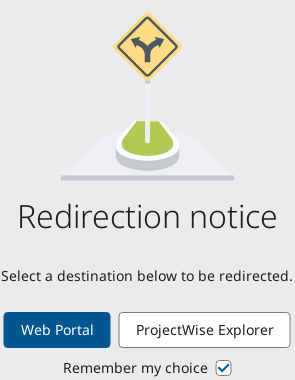 Redirection notice
Select a destination below to be redirected.
Web Portal
ProjectWise Explorer
Remember my choice